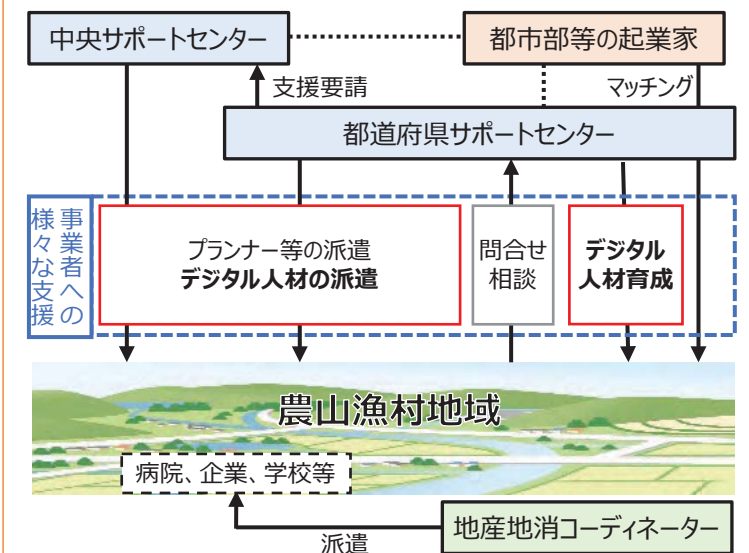 中央サポートセンター
都市部等の起業家
支援要請
マッチング
都道府県サポートセンター
事業者への
様々な支援
プランナー等の派遣
デジタル人材の派遣
問合せ
相談
デジタル
人材育成
農山漁村地域
病院、企業、学校等
地産地消コーディネーター
派遣